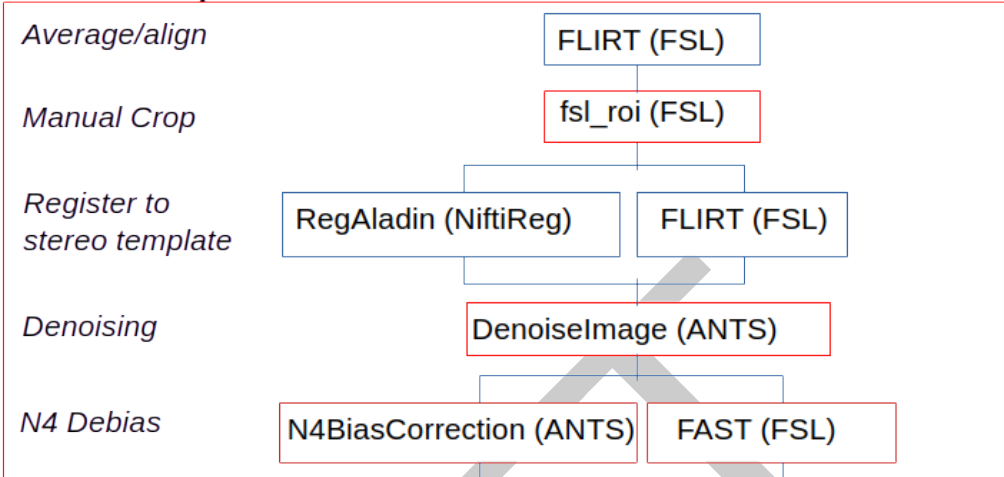 Average/align
FLIRT (FSL)
Manual Crop
fsl_roi (FSL)
Register to
stereo template
RegAladin (NiftiReg)
FLIRT (FSL)
Denoising
DenoiseImage (ANTS)
N4 Debias
N4BiasCorrection (ANTS)
FAST (FSL)